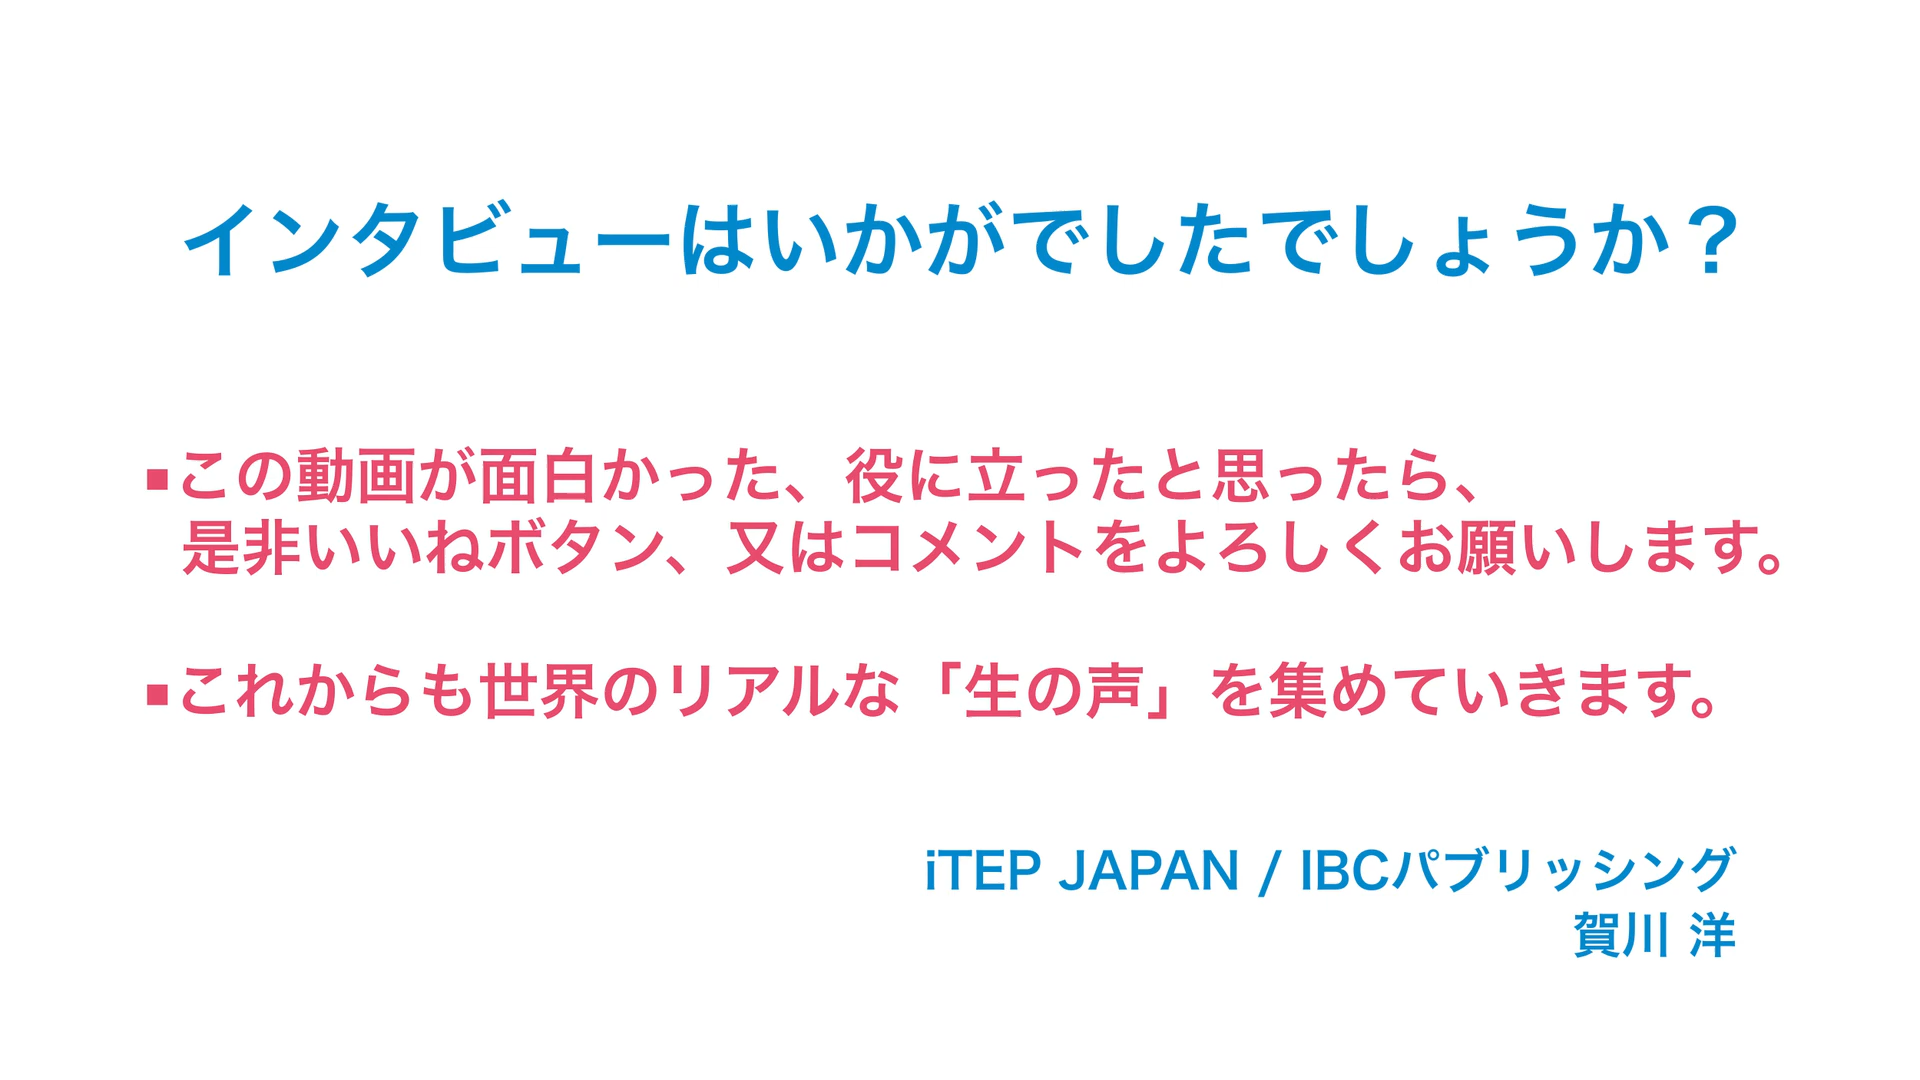 インタビューはいかがでしたでしょうか？
▪この動画が面白かった、役に立ったと思ったら、
是非いいねボタン、又はコメントをよろしくお願いします。
▪これからも世界のリアルな「生の声」を集めていきます。
iTEP JAPAN / IBCパブリッシング
賀川 洋